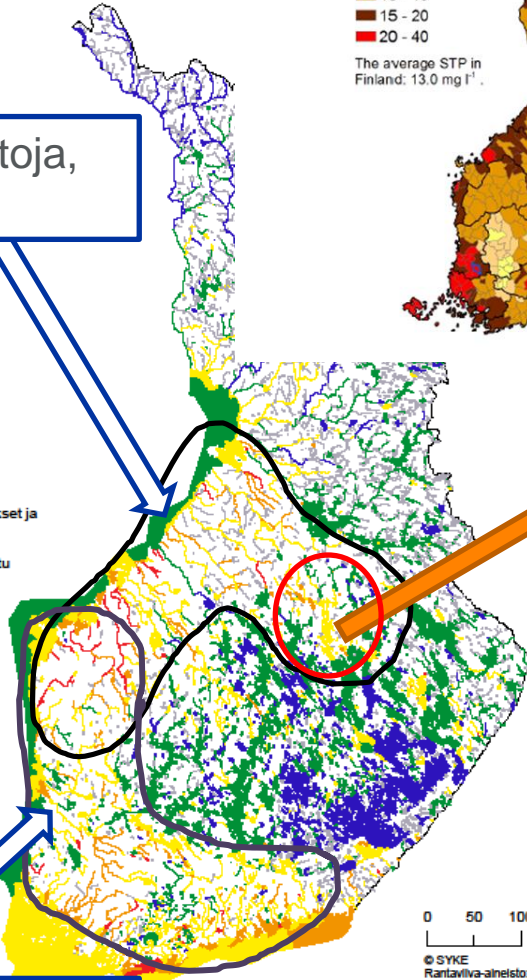 15 - 20
20 - 40
The average STP in
Finland: 13.0 mg l⁻¹ .
toja,
set ja
tu
0 50 100
© SYKE
Rantaviiva-aineisto